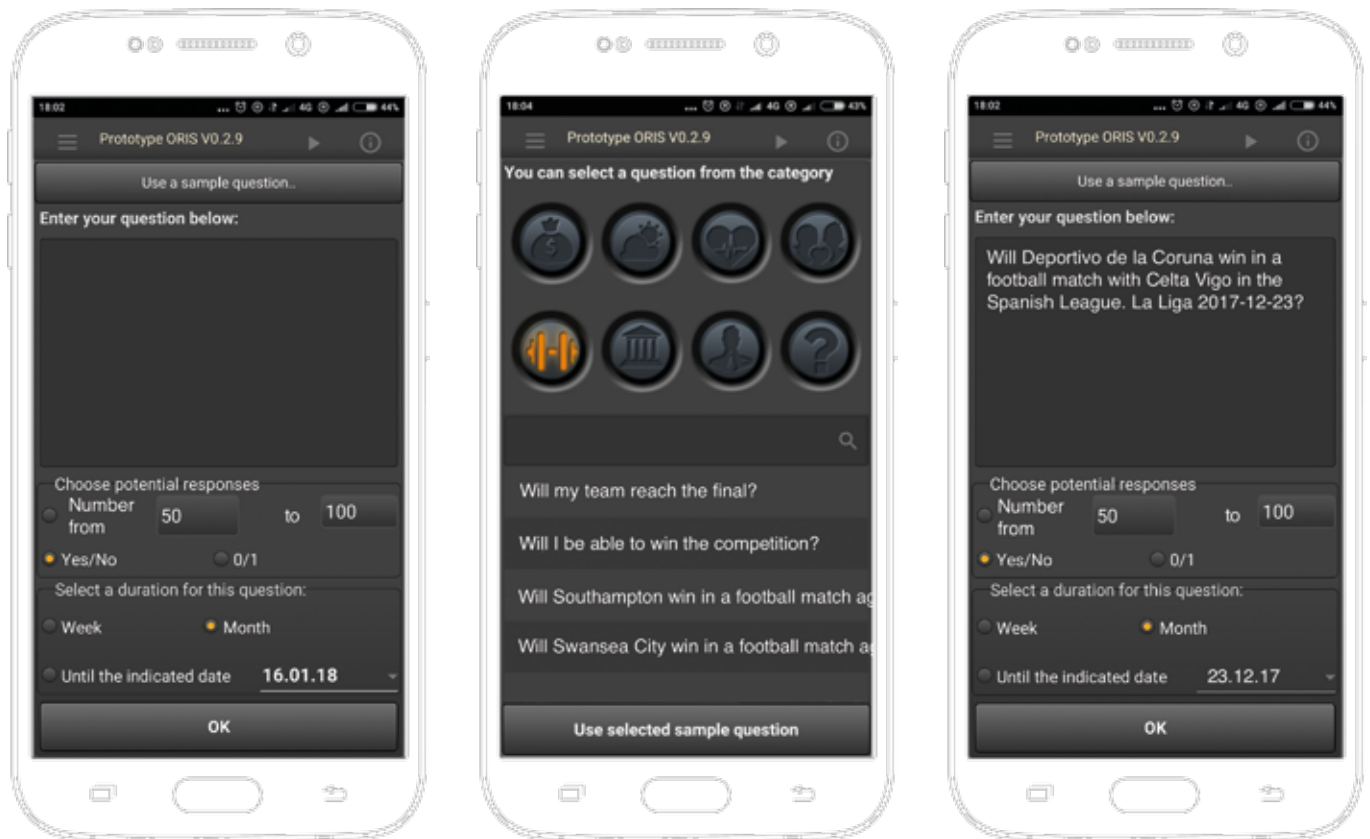 18:02 ... 4G 44%
Prototype ORIS V0.2.9
Use a sample question..
Enter your question below:
Choose potential responses
Number
from 50 to 100
Yes/No 0/1
Select a duration for this question:
Week Month
Until the indicated date 16.01.18
OK
18:04 ... 4G 43%
Prototype ORIS V0.2.9
You can select a question from the category
$
?
Will my team reach the final?
Will I be able to win the competition?
Will Southampton win in a football match ag
Will Swansea City win in a football match ag
Use selected sample question
18:02 ... 4G 44%
Prototype ORIS V0.2.9
Use a sample question..
Enter your question below:
Will Deportivo de la Coruna win in a
football match with Celta Vigo in the
Spanish League. La Liga 2017-12-23?
Choose potential responses
Number
from 50 to 100
Yes/No 0/1
Select a duration for this question:
Week Month
Until the indicated date 23.12.17
OK